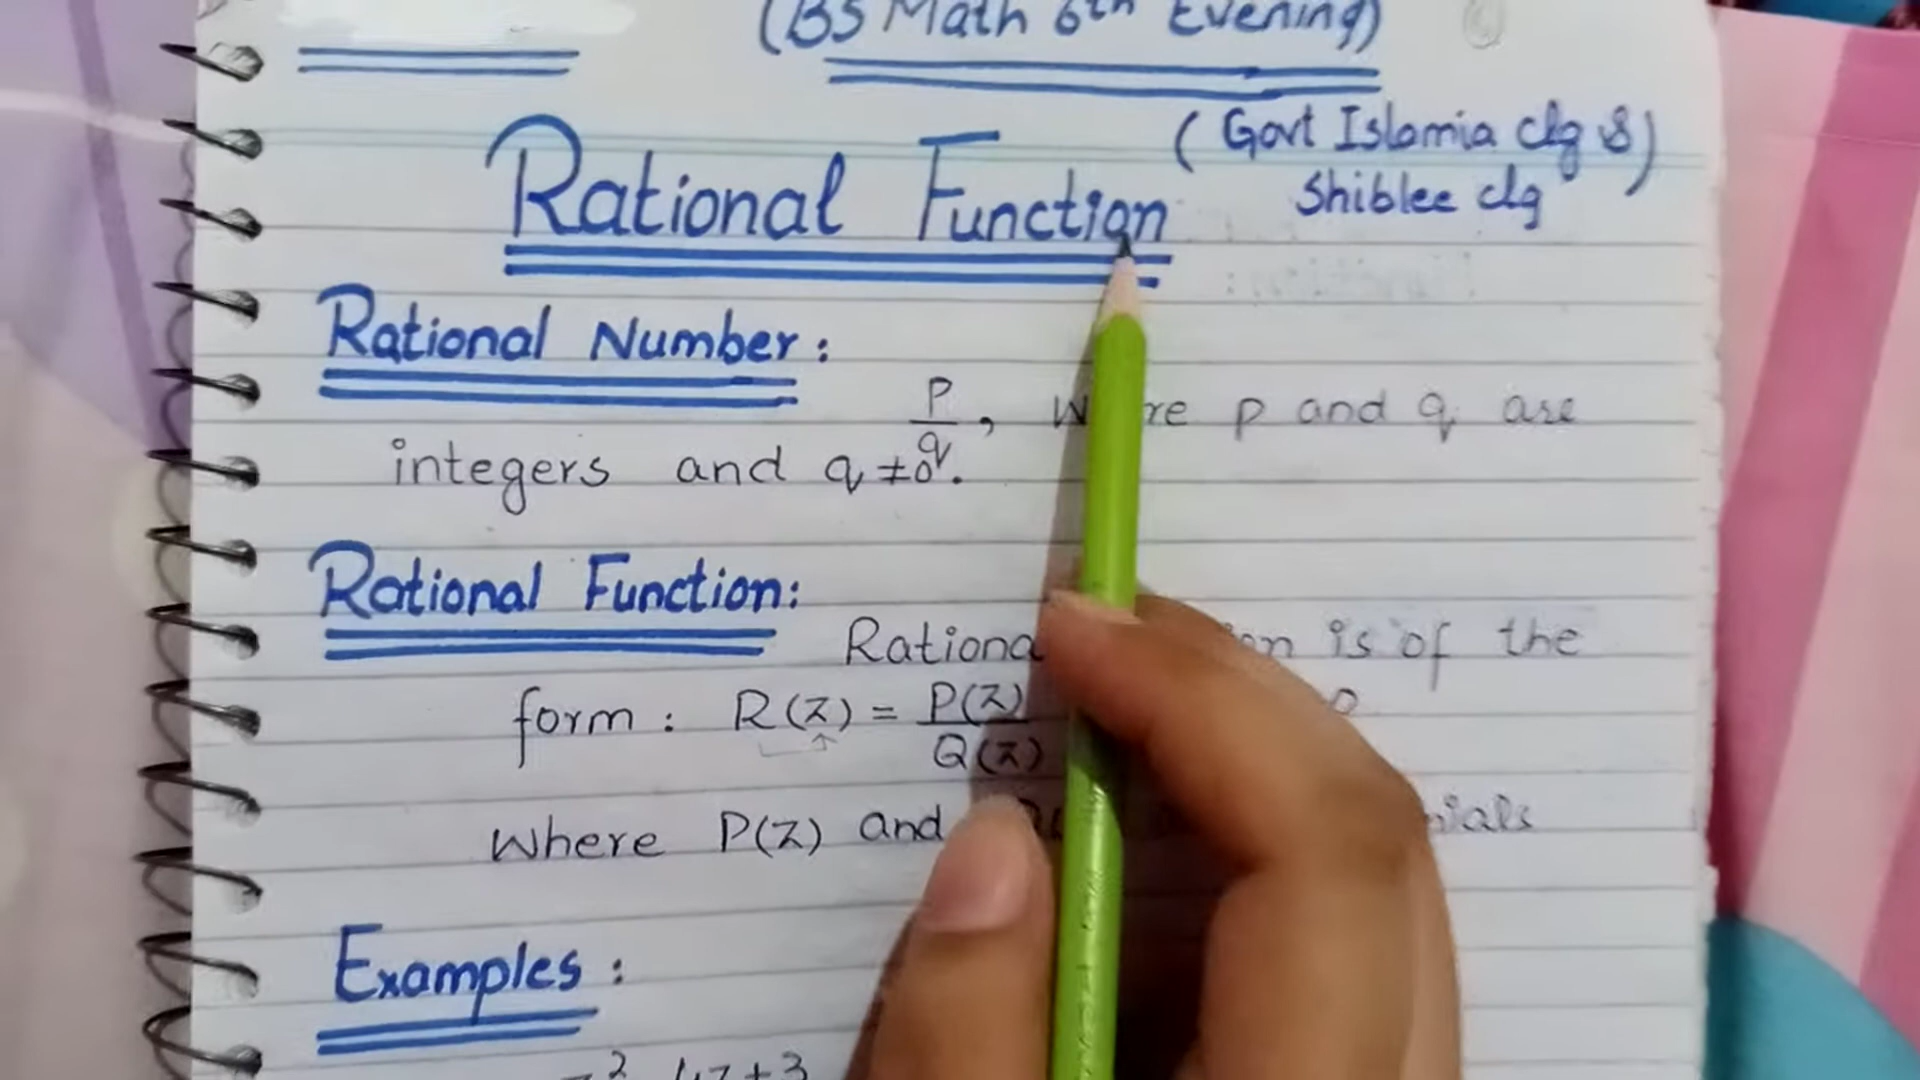 (BS Math 6th Evening)
Rational Function
(Govt Islamia clg &
Shiblee clg)
Rational Number:
P/q, re p and q are
integers and q ≠ 0.
Rational Function:
is of the
form: R(z) = P(z)/Q(z)
where P(z) and
Examples: